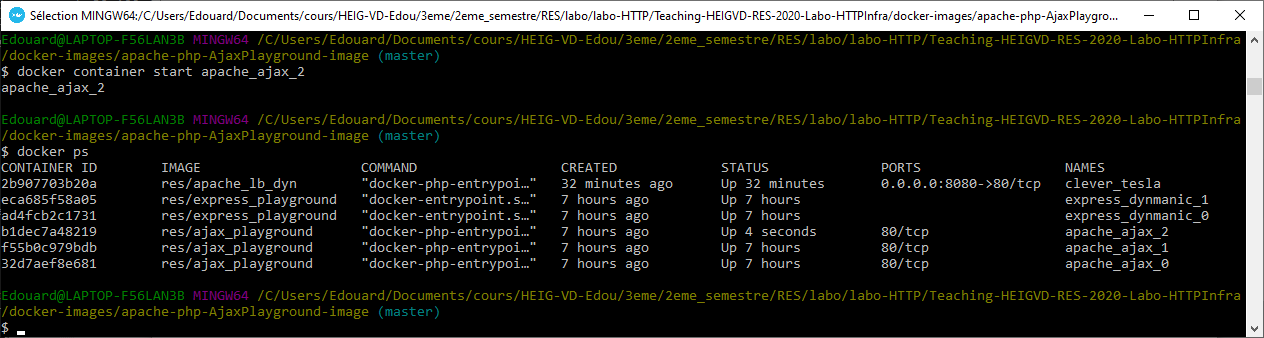 Sélection MINGW64:/C/Users/Edouard/Documents/cours/HEIG-VD-Edou/3eme/2eme_semestre/RES/labo/labo-HTTP/Teaching-HEIGVD-RES-2020-Labo-HTTPInfra/docker-images/apache-php-AjaxPlaygro...
Edouard@LAPTOP-F56LAN3B MINGW64 /C/Users/Edouard/Documents/cours/HEIG-VD-Edou/3eme/2eme_semestre/RES/labo/labo-HTTP/Teaching-HEIGVD-RES-2020-Labo-HTTPInfra
/docker-images/apache-php-AjaxPlayground-image (master)
$ docker container start apache_ajax_2
apache_ajax_2
Edouard@LAPTOP-F56LAN3B MINGW64 /C/Users/Edouard/Documents/cours/HEIG-VD-Edou/3eme/2eme_semestre/RES/labo/labo-HTTP/Teaching-HEIGVD-RES-2020-Labo-HTTPInfra
/docker-images/apache-php-AjaxPlayground-image (master)
$ docker ps
CONTAINER ID        IMAGE                    COMMAND                  CREATED             STATUS              PORTS                  NAMES
2b907703b20a        res/apache_lb_dyn        "docker-php-entrypoi…"   32 minutes ago      Up 32 minutes       0.0.0.0:8080->80/tcp   clever_tesla
eca685f58a05        res/express_playground   "docker-entrypoint.s…"   7 hours ago         Up 7 hours                                 express_dynmanic_1
ad4fcb2c1731        res/express_playground   "docker-entrypoint.s…"   7 hours ago         Up 7 hours                                 express_dynmanic_0
b1dec7a48219        res/ajax_playground      "docker-php-entrypoi…"   7 hours ago         Up 4 seconds        80/tcp                 apache_ajax_2
f55b0c979bdb        res/ajax_playground      "docker-php-entrypoi…"   7 hours ago         Up 7 hours          80/tcp                 apache_ajax_1
32d7aef8e681        res/ajax_playground      "docker-php-entrypoi…"   7 hours ago         Up 7 hours          80/tcp                 apache_ajax_0
Edouard@LAPTOP-F56LAN3B MINGW64 /C/Users/Edouard/Documents/cours/HEIG-VD-Edou/3eme/2eme_semestre/RES/labo/labo-HTTP/Teaching-HEIGVD-RES-2020-Labo-HTTPInfra
/docker-images/apache-php-AjaxPlayground-image (master)
$